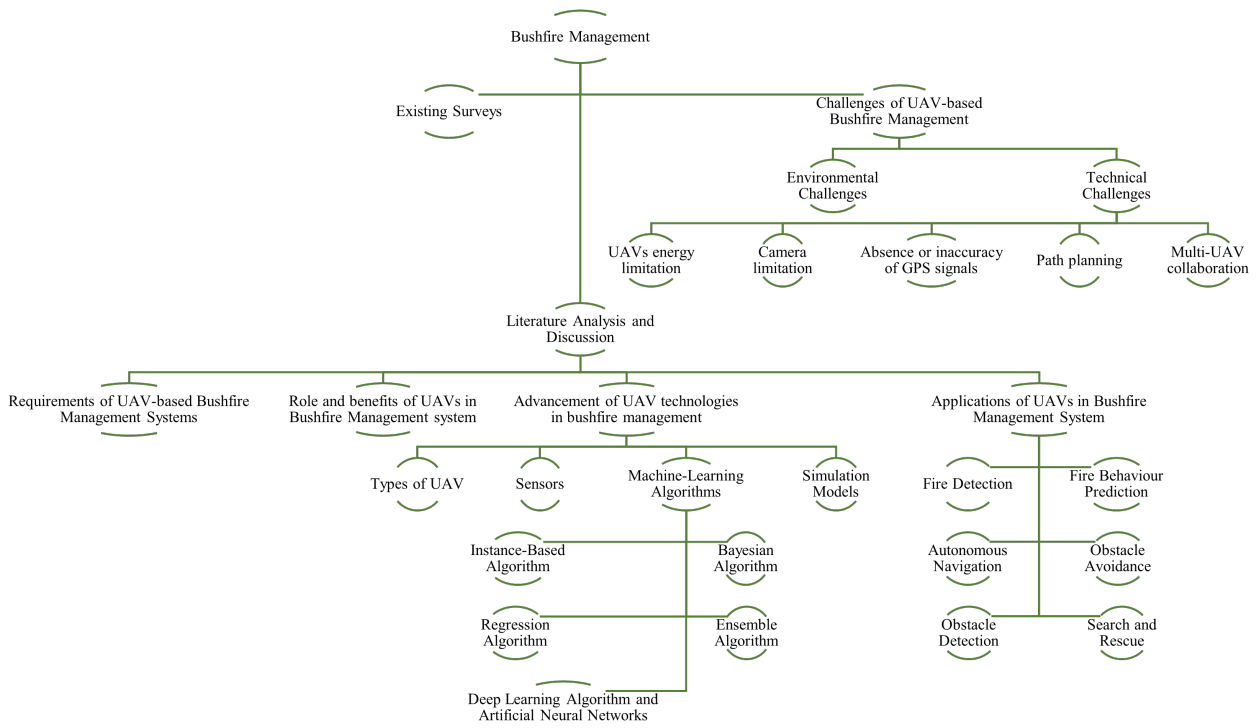 Bushfire Management
Existing Surveys
Challenges of UAV-based
Bushfire Management
Environmental
Challenges
Technical
Challenges
UAVs energy
limitation
Camera
limitation
Absence or inaccuracy
of GPS signals
Path planning
Multi-UAV
collaboration
Literature Analysis and
Discussion
Requirements of UAV-based Bushfire
Management Systems
Role and benefits of UAVs in
Bushfire Management system
Advancement of UAV technologies
in bushfire management
Applications of UAVs in Bushfire
Management System
Types of UAV
Sensors
Machine-Learning
Algorithms
Simulation
Models
Fire Detection
Fire Behaviour
Prediction
Instance-Based
Algorithm
Bayesian
Algorithm
Autonomous
Navigation
Obstacle
Avoidance
Regression
Algorithm
Ensemble
Algorithm
Obstacle
Detection
Search and
Rescue
Deep Learning Algorithm and
Artificial Neural Networks